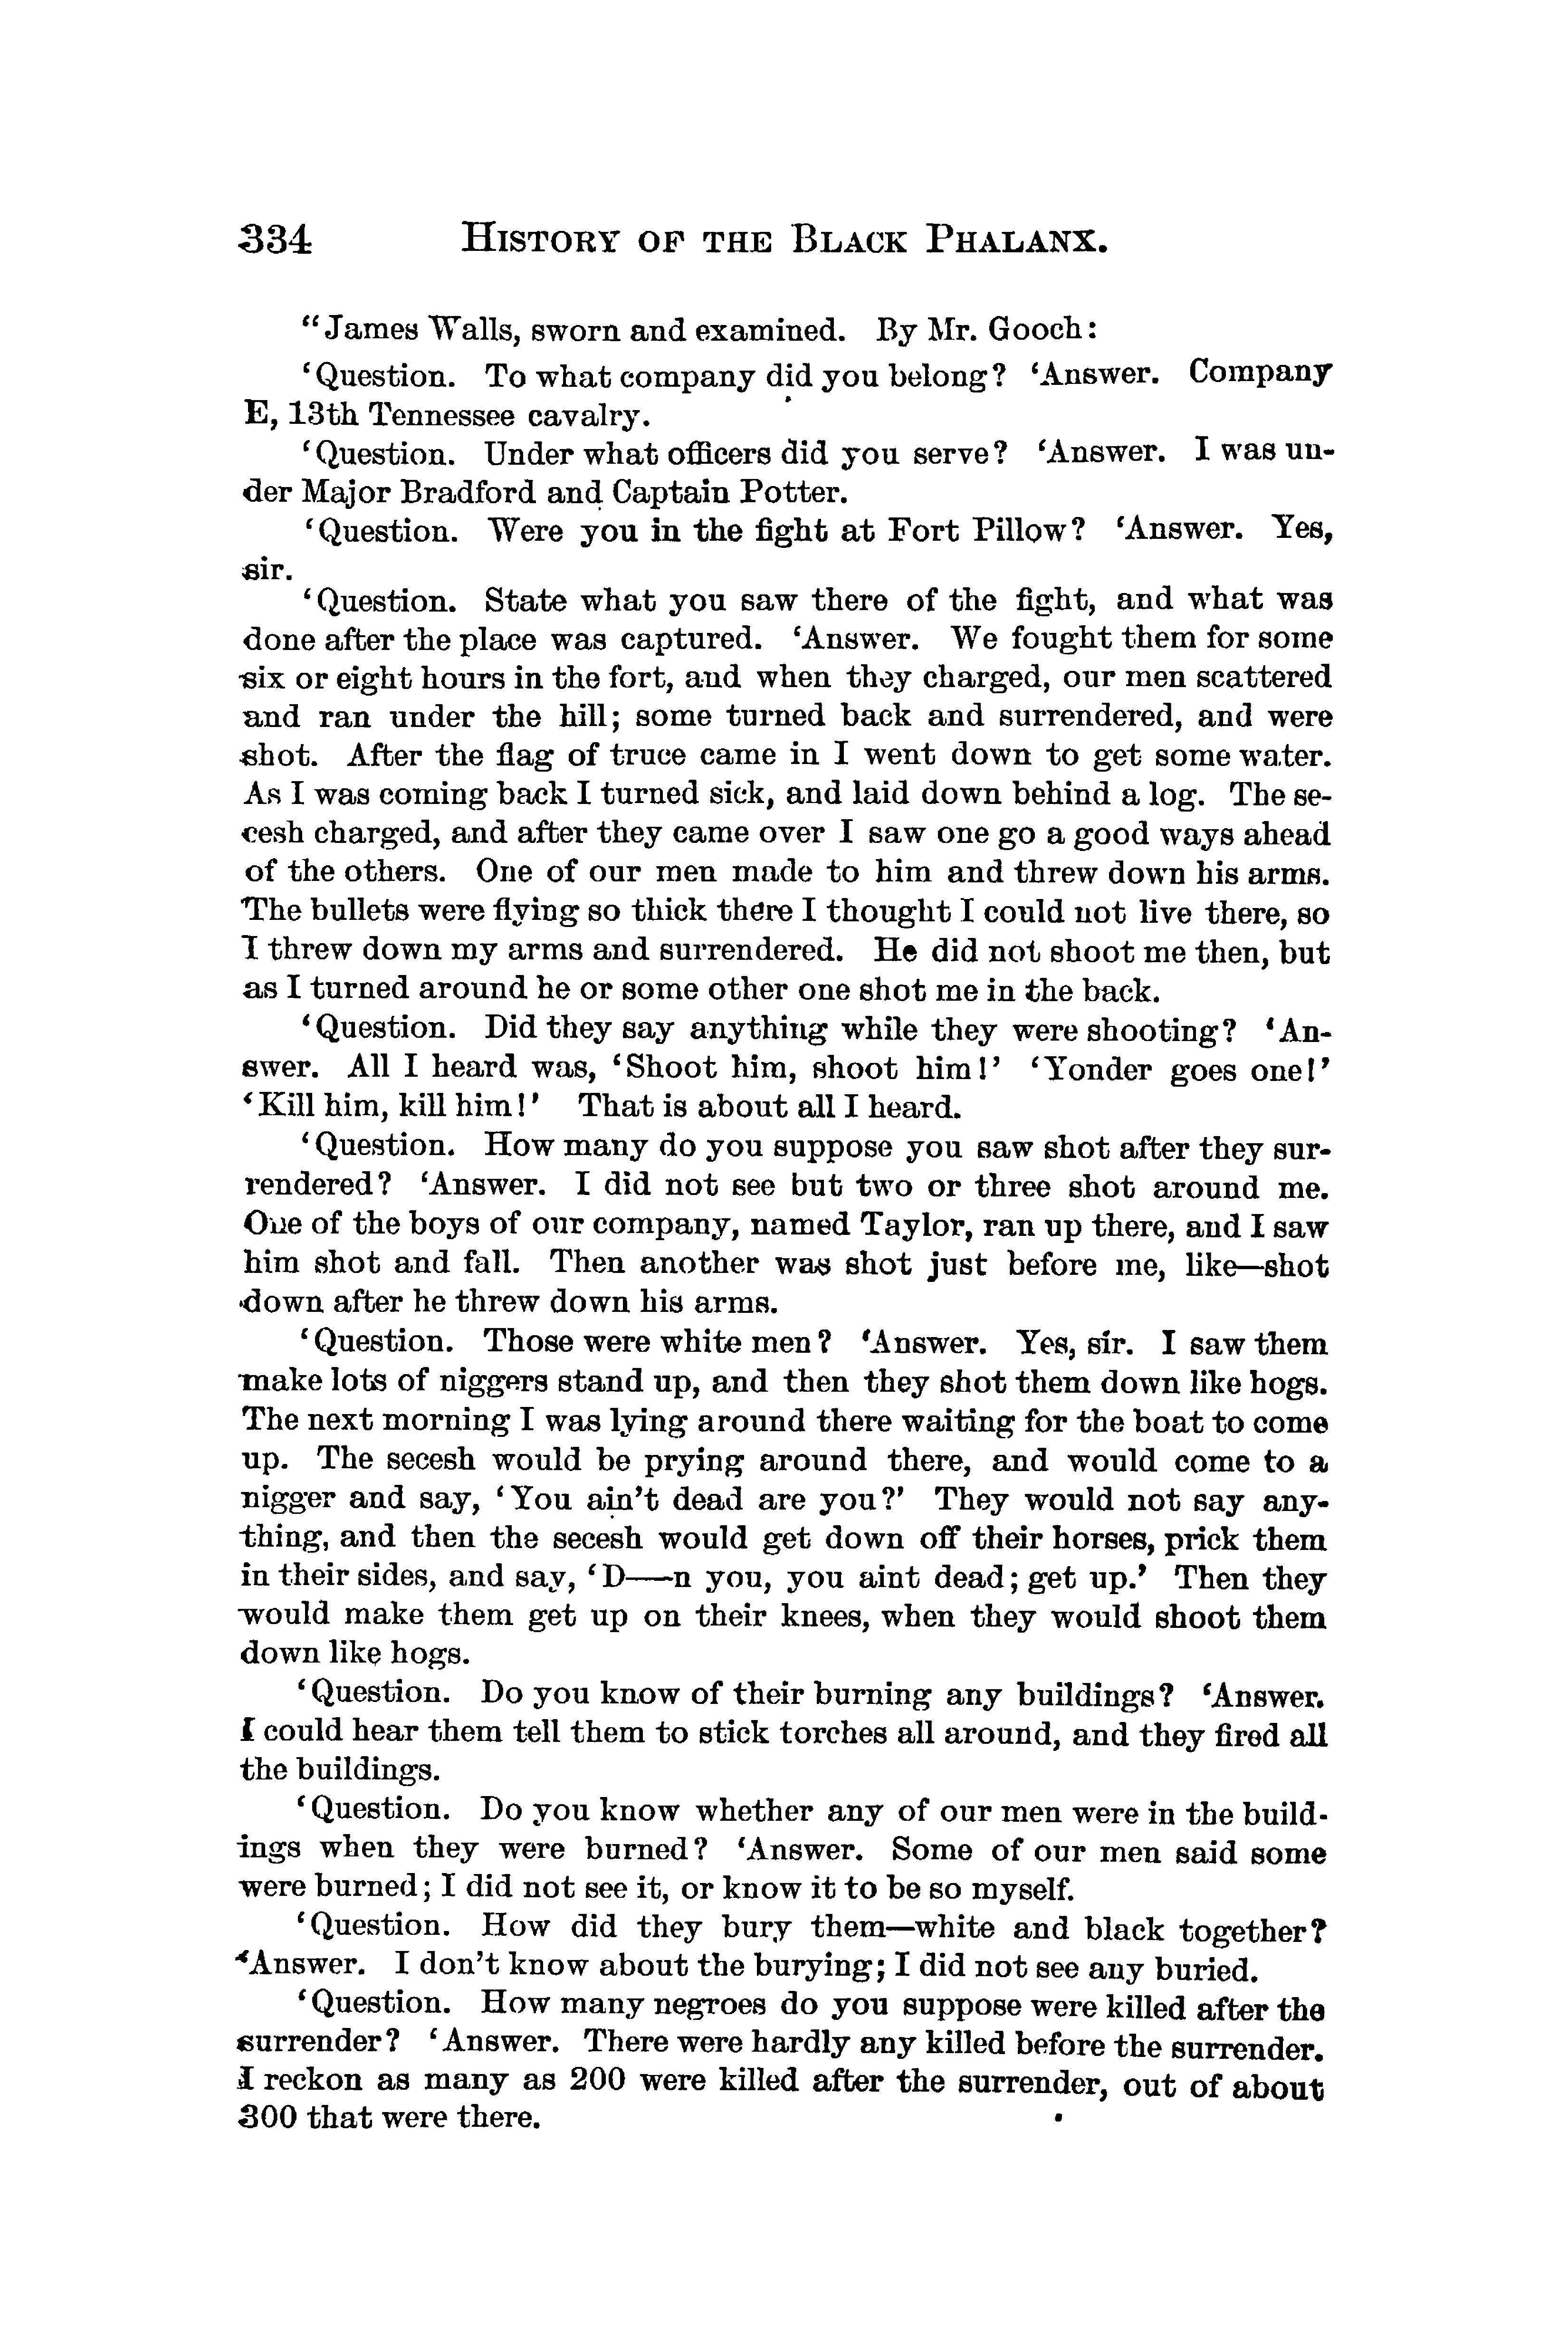 334 HISTORY OF THE BLACK PHALANX.
“James Walls, sworn and examined. By Mr. Gooch:
‘Question. To what company did you belong? ‘Answer. Company
E, 13th Tennessee cavalry.
‘Question. Under what officers did you serve? ‘Answer. I was un-
der Major Bradford and Captain Potter.
‘Question. Were you in the fight at Fort Pillow? ‘Answer. Yes,
sir.
‘Question. State what you saw there of the fight, and what was
done after the place was captured. ‘Answer. We fought them for some
six or eight hours in the fort, and when they charged, our men scattered
and ran under the hill; some turned back and surrendered, and were
shot. After the flag of truce came in I went down to get some water.
As I was coming back I turned sick, and laid down behind a log. The se-
cesh charged, and after they came over I saw one go a good ways ahead
of the others. One of our men made to him and threw down his arms.
The bullets were flying so thick there I thought I could not live there, so
I threw down my arms and surrendered. He did not shoot me then, but
as I turned around he or some other one shot me in the back.
‘Question. Did they say anything while they were shooting? ‘An-
swer. All I heard was, ‘Shoot him, shoot him!’ ‘Yonder goes one!’
‘Kill him, kill him!’ That is about all I heard.
‘Question. How many do you suppose you saw shot after they sur-
rendered? ‘Answer. I did not see but two or three shot around me.
One of the boys of our company, named Taylor, ran up there, and I saw
him shot and fall. Then another was shot just before me, like—shot
down after he threw down his arms.
‘Question. Those were white men? ‘Answer. Yes, sir. I saw them
make lots of niggers stand up, and then they shot them down like hogs.
The next morning I was lying around there waiting for the boat to come
up. The secesh would be prying around there, and would come to a
nigger and say, ‘You ain’t dead are you?’ They would not say any-
thing, and then the secesh would get down off their horses, prick them
in their sides, and say, ‘D——n you, you aint dead; get up.’ Then they
would make them get up on their knees, when they would shoot them
down like hogs.
‘Question. Do you know of their burning any buildings? ‘Answer.
I could hear them tell them to stick torches all around, and they fired all
the buildings.
‘Question. Do you know whether any of our men were in the build-
ings when they were burned? ‘Answer. Some of our men said some
were burned; I did not see it, or know it to be so myself.
‘Question. How did they bury them—white and black together?
‘Answer. I don’t know about the burying; I did not see any buried.
‘Question. How many negroes do you suppose were killed after the
surrender? ‘Answer. There were hardly any killed before the surrender.
I reckon as many as 200 were killed after the surrender, out of about
300 that were there.